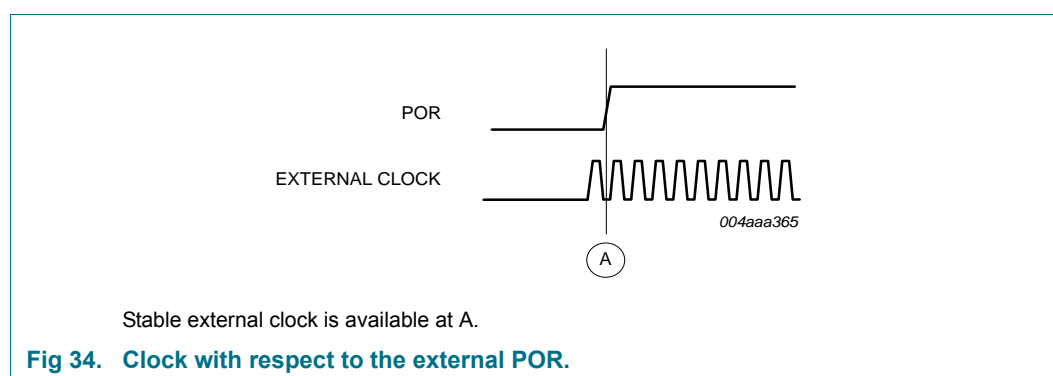 POR
EXTERNAL CLOCK
004aaa365
A
Stable external clock is available at A.
Fig 34. Clock with respect to the external POR.